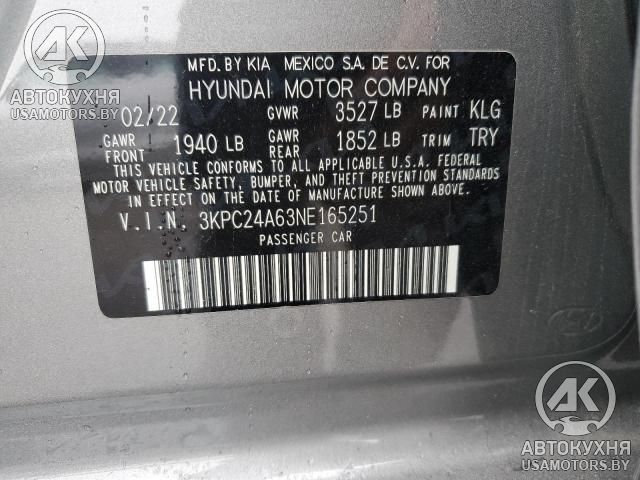 АК
АВТОКУХНЯ
USAMOTORS.BY
MFD. BY KIA MEXICO S.A. DE C.V. FOR
HYUNDAI MOTOR COMPANY
02/22 GVWR 3527 LB PAINT KLG
GAWR FRONT 1940 LB GAWR REAR 1852 LB TRIM TRY
THIS VEHICLE CONFORMS TO ALL APPLICABLE U.S.A. FEDERAL
MOTOR VEHICLE SAFETY, BUMPER, AND THEFT PREVENTION STANDARDS
IN EFFECT ON THE DATE OF MANUFACTURE SHOWN ABOVE.
V.I.N. 3KPC24A63NE165251
PASSENGER CAR
АК
АВТОКУХНЯ
USAMOTORS.BY